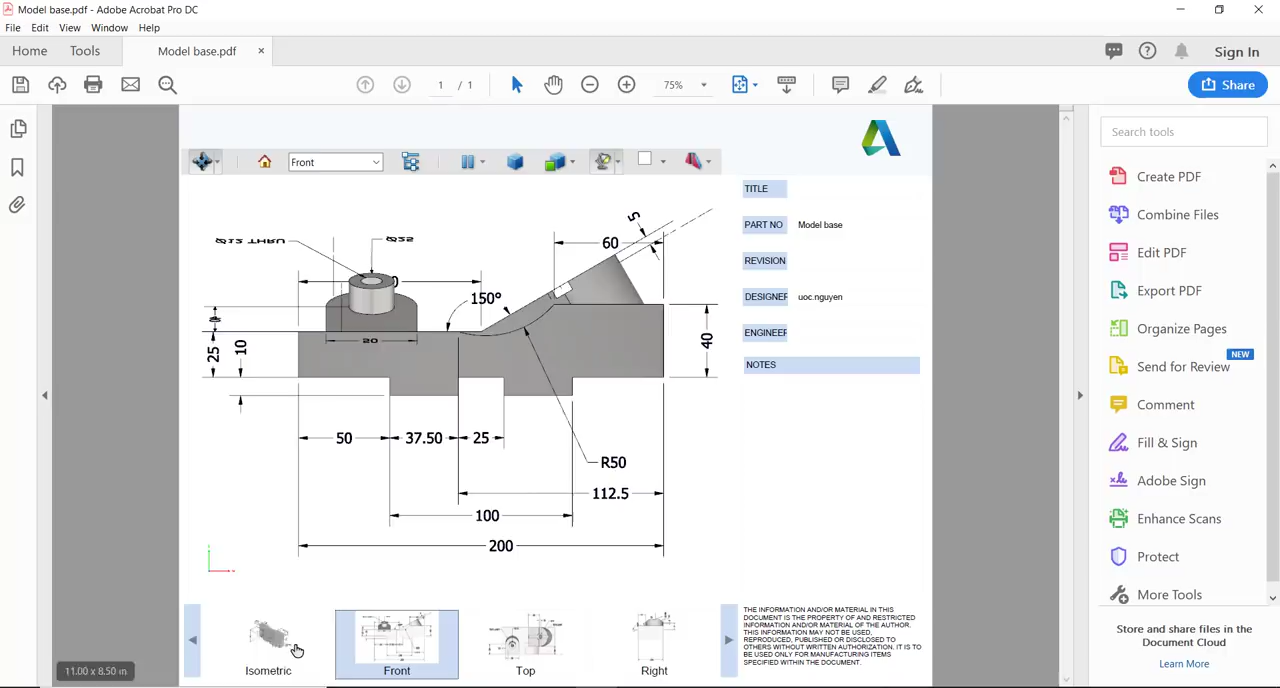 Model base.pdf - Adobe Acrobat Pro DC
File Edit View Window Help
Home Tools Model base.pdf ×
Sign In
1 / 1
75%
Share
Search tools
Front
TITLE
PART NO Model base
REVISION
DESIGNER uoc.nguyen
ENGINEER
NOTES
Ø12 THRU
Ø25
5
60
150°
25
10
20
40
50
37.50
25
R50
112.5
100
200
Isometric
Front
Top
Right
THE INFORMATION AND/OR MATERIAL IN THIS
DOCUMENT IS THE PROPERTY OF AND RESTRICTED
INFORMATION AND/OR MATERIAL OF THE AUTHOR.
THIS INFORMATION MAY NOT BE USED,
REPRODUCED, PUBLISHED OR DISCLOSED TO
OTHERS WITHOUT WRITTEN AUTHORIZATION. IT IS
TO BE USED ONLY FOR MANUFACTURING ITEMS
SPECIFIED WITHIN THE DOCUMENT.
11.00 x 8.50 in
Create PDF
Combine Files
Edit PDF
Export PDF
Organize Pages
NEW
Send for Review
Comment
Fill & Sign
Adobe Sign
Enhance Scans
Protect
More Tools
Store and share files in the
Document Cloud
Learn More